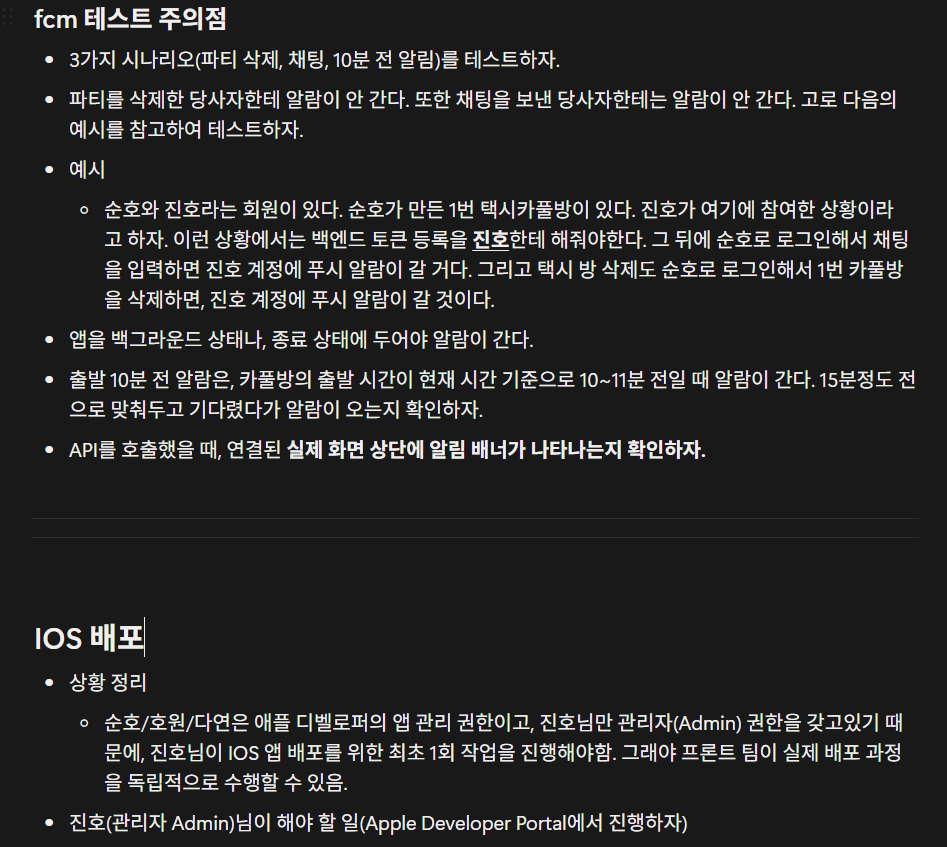 fcm 테스트 주의점
3가지 시나리오(파티 삭제, 채팅, 10분 전 알림)를 테스트하자.
파티를 삭제한 당사자한테 알람이 안 간다. 또한 채팅을 보낸 당사자한테는 알람이 안 간다. 고로 다음의
예시를 참고하여 테스트하자.
예시
순호와 진호라는 회원이 있다. 순호가 만든 1번 택시카풀방이 있다. 진호가 여기에 참여한 상황이라
고 하자. 이런 상황에서는 백엔드 토큰 등록을 진호한테 해줘야한다. 그 뒤에 순호로 로그인해서 채팅
을 입력하면 진호 계정에 푸시 알람이 갈 거다. 그리고 택시 방 삭제도 순호로 로그인해서 1번 카풀방
을 삭제하면, 진호 계정에 푸시 알람이 갈 것이다.
앱을 백그라운드 상태나, 종료 상태에 두어야 알람이 간다.
출발 10분 전 알람은, 카풀방의 출발 시간이 현재 시간 기준으로 10~11분 전일 때 알람이 간다. 15분정도 전
으로 맞춰두고 기다렸다가 알람이 오는지 확인하자.
API를 호출했을 때, 연결된 실제 화면 상단에 알림 배너가 나타나는지 확인하자.
IOS 배포
상황 정리
순호/호원/다연은 애플 디벨로퍼의 앱 관리 권한이고, 진호님만 관리자(Admin) 권한을 갖고있기 때
문에, 진호님이 IOS 앱 배포를 위한 최초 1회 작업을 진행해야함. 그래야 프론트 팀이 실제 배포 과정
을 독립적으로 수행할 수 있음.
진호(관리자 Admin)님이 해야 할 일(Apple Developer Portal에서 진행하자)